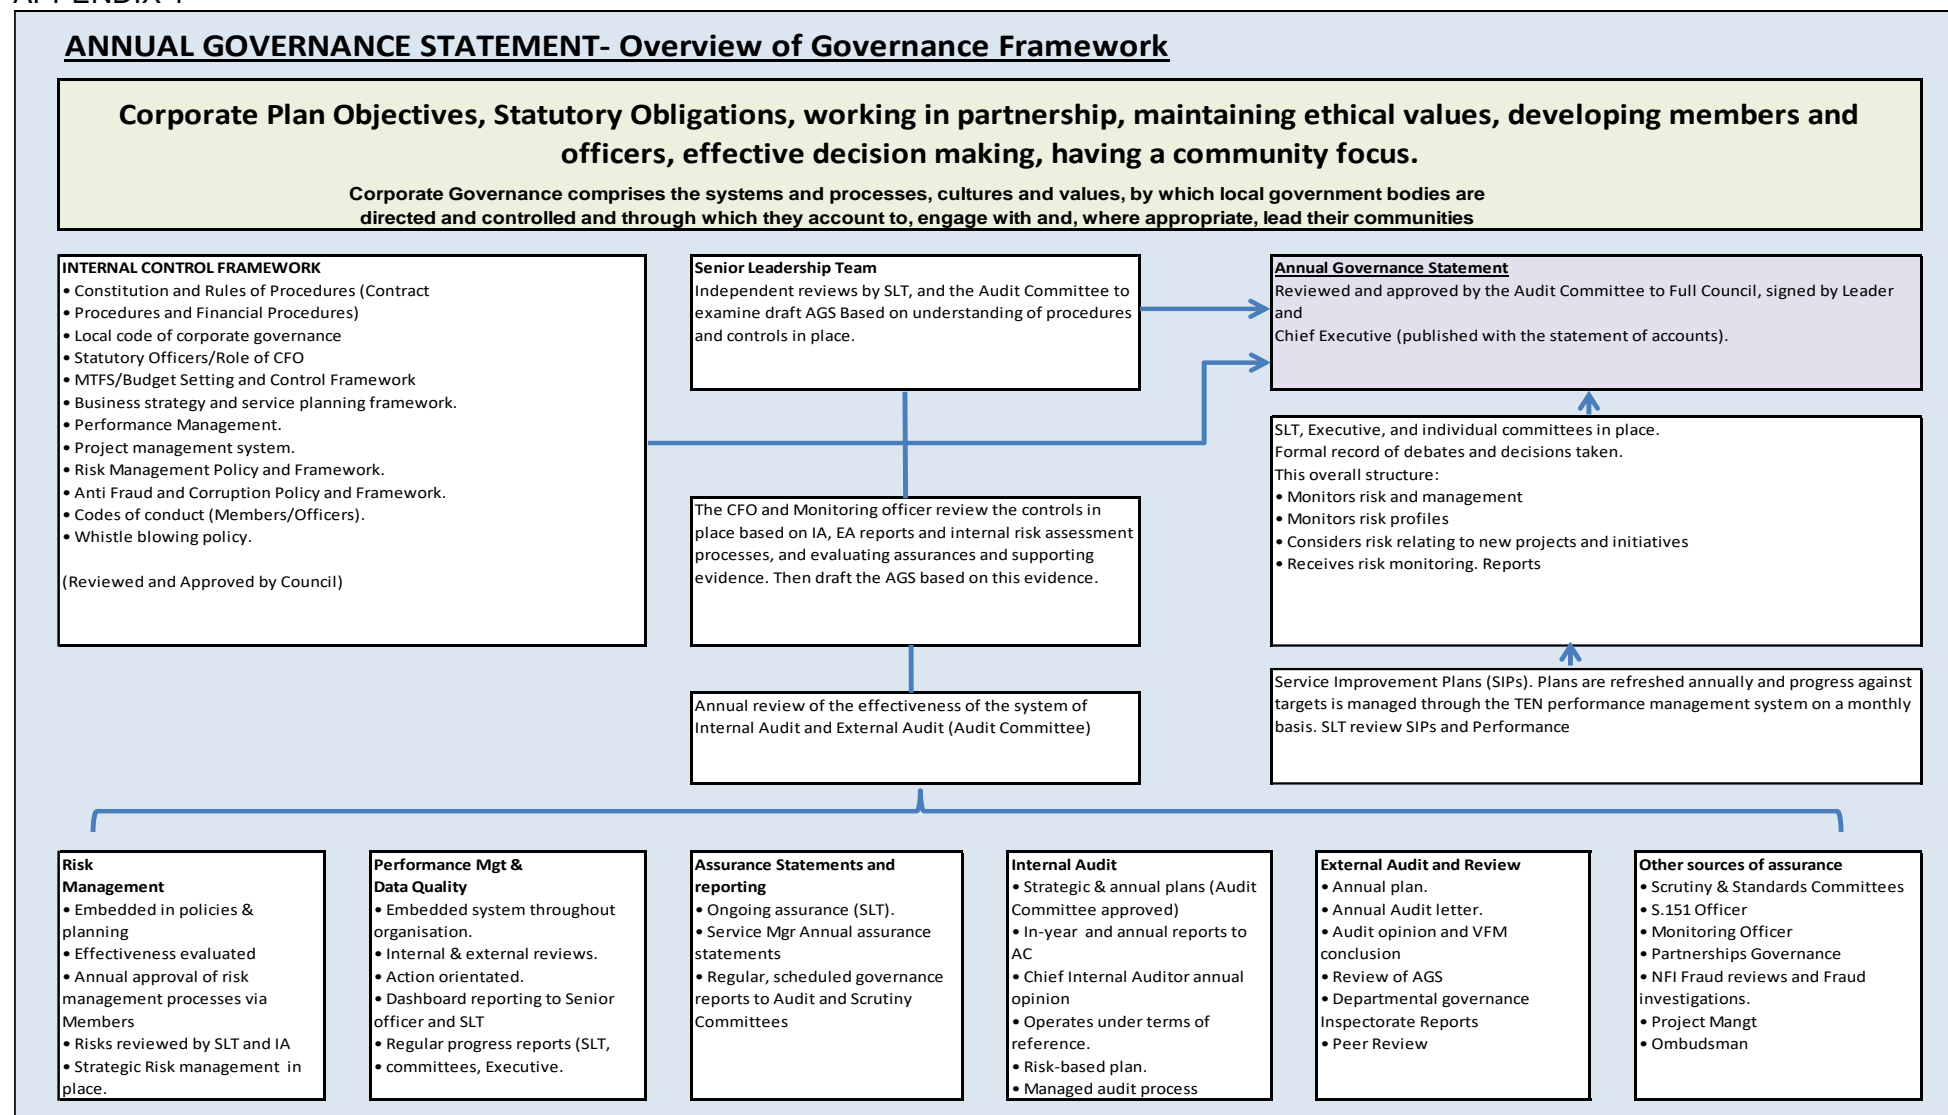 ANNUAL GOVERNANCE STATEMENT- Overview of Governance Framework
Corporate Plan Objectives, Statutory Obligations, working in partnership, maintaining ethical values, developing members and
officers, effective decision making, having a community focus.
Corporate Governance comprises the systems and processes, cultures and values, by which local government bodies are
directed and controlled and through which they account to, engage with and, where appropriate, lead their communities
INTERNAL CONTROL FRAMEWORK
• Constitution and Rules of Procedures (Contract
• Procedures and Financial Procedures)
• Local code of corporate governance
• Statutory Officers/Role of CFO
• MTFS/Budget Setting and Control Framework
• Business strategy and service planning framework.
• Performance Management.
• Project management system.
• Risk Management Policy and Framework.
• Anti Fraud and Corruption Policy and Framework.
• Codes of conduct (Members/Officers).
• Whistle blowing policy.
(Reviewed and Approved by Council)
Senior Leadership Team
Independent reviews by SLT, and the Audit Committee to
examine draft AGS Based on understanding of procedures
and controls in place.
Annual Governance Statement
Reviewed and approved by the Audit Committee to Full Council, signed by Leader
and
Chief Executive (published with the statement of accounts).
The CFO and Monitoring officer review the controls in
place based on IA, EA reports and internal risk assessment
processes, and evaluating assurances and supporting
evidence. Then draft the AGS based on this evidence.
SLT, Executive, and individual committees in place.
Formal record of debates and decisions taken.
This overall structure:
• Monitors risk and management
• Monitors risk profiles
• Considers risk relating to new projects and initiatives
• Receives risk monitoring. Reports
Annual review of the effectiveness of the system of
Internal Audit and External Audit (Audit Committee)
Service Improvement Plans (SIPs). Plans are refreshed annually and progress against
targets is managed through the TEN performance management system on a monthly
basis. SLT review SIPs and Performance
Risk
Management
• Embedded in policies &
planning
• Effectiveness evaluated
• Annual approval of risk
management processes via
Members
• Risks reviewed by SLT and IA
• Strategic Risk management in
place.
Performance Mgt &
Data Quality
• Embedded system throughout
organisation.
• Internal & external reviews.
• Action orientated.
• Dashboard reporting to Senior
officer and SLT
• Regular progress reports (SLT,
• committees, Executive.
Assurance Statements and
reporting
• Ongoing assurance (SLT).
• Service Mgr Annual assurance
statements
• Regular, scheduled governance
reports to Audit and Scrutiny
Committees
Internal Audit
• Strategic & annual plans (Audit
Committee approved)
• In-year and annual reports to
AC
• Chief Internal Auditor annual
opinion
• Operates under terms of
reference.
• Risk-based plan.
• Managed audit process
External Audit and Review
• Annual plan.
• Annual Audit letter.
• Audit opinion and VFM
conclusion
• Review of AGS
• Departmental governance
Inspectorate Reports
• Peer Review
Other sources of assurance
• Scrutiny & Standards Committees
• S.151 Officer
• Monitoring Officer
• Partnerships Governance
• NFI Fraud reviews and Fraud
investigations.
• Project Mangt
• Ombudsman